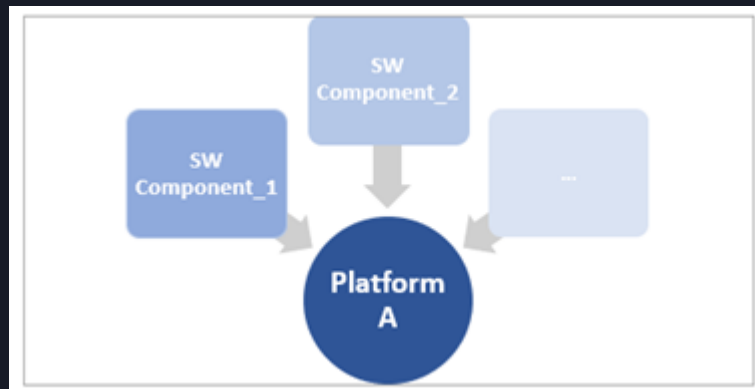 SW
Component_2
SW
Component_1
...
Platform
A